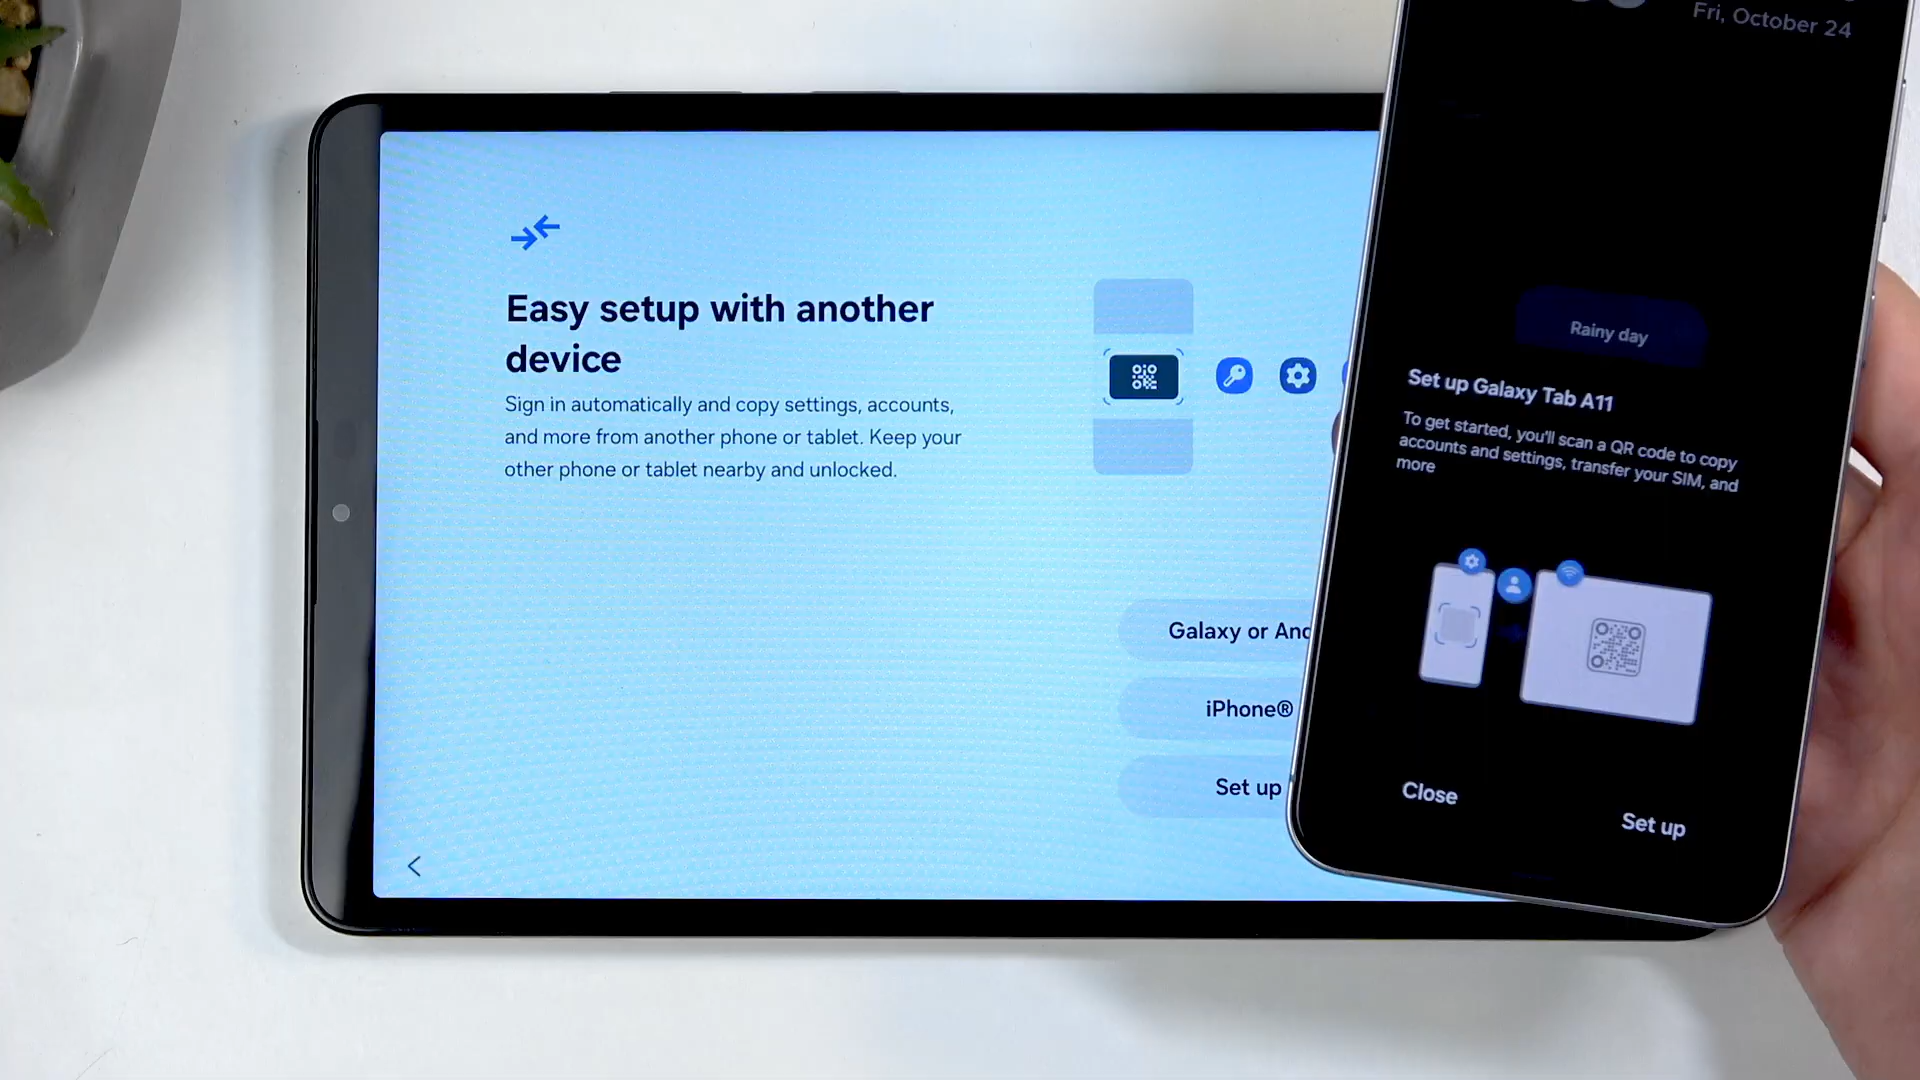 Easy setup with another
device
Sign in automatically and copy settings, accounts,
and more from another phone or tablet. Keep your
other phone or tablet nearby and unlocked.
Galaxy or
iPhone®
Set up
Fri, October 24
Rainy day
Set up Galaxy Tab A11
To get started, you'll scan a QR code to copy
accounts and settings, transfer your SIM, and
more
Close
Set up